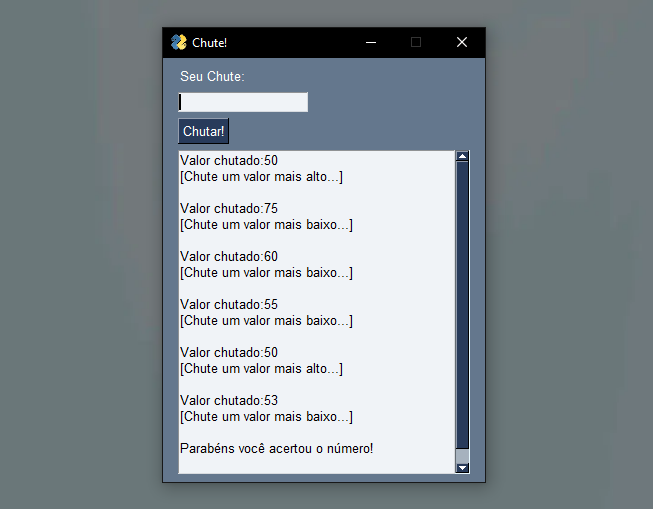 Chute!
Seu Chute:
Chutar!
Valor chutado:50
[Chute um valor mais alto...]
Valor chutado:75
[Chute um valor mais baixo...]
Valor chutado:60
[Chute um valor mais baixo...]
Valor chutado:55
[Chute um valor mais baixo...]
Valor chutado:50
[Chute um valor mais alto...]
Valor chutado:53
[Chute um valor mais baixo...]
Parabéns você acertou o número!